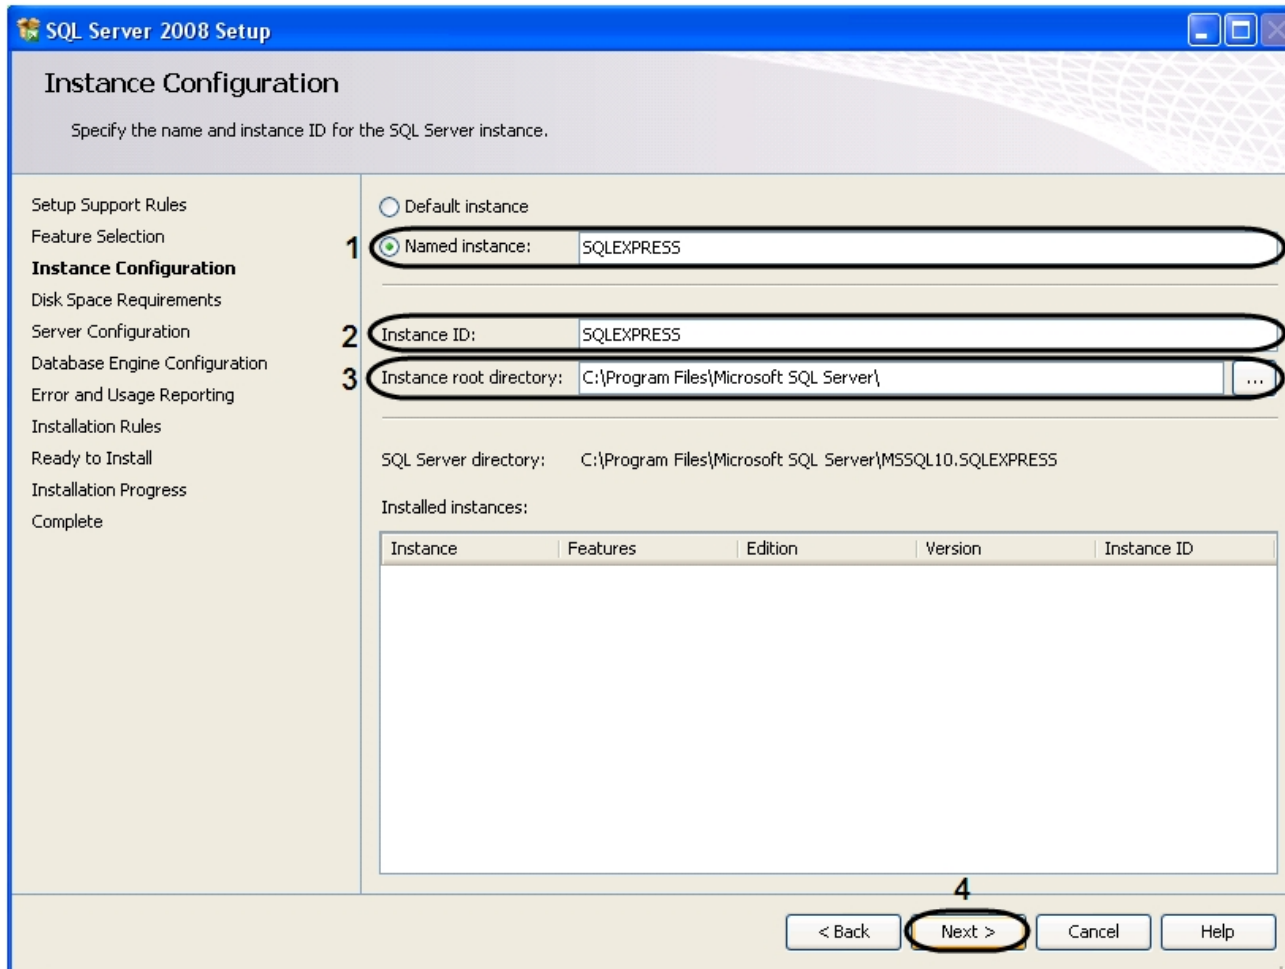 SQL Server 2008 Setup
Instance Configuration
Specify the name and instance ID for the SQL Server instance.
Setup Support Rules
Feature Selection
Instance Configuration
Disk Space Requirements
Server Configuration
Database Engine Configuration
Error and Usage Reporting
Installation Rules
Ready to Install
Installation Progress
Complete
Default instance
1 Named instance: SQLEXPRESS
2 Instance ID: SQLEXPRESS
3 Instance root directory: C:\Program Files\Microsoft SQL Server\ ...
SQL Server directory: C:\Program Files\Microsoft SQL Server\MSSQL10.SQLEXPRESS
Installed instances:
Instance Features Edition Version Instance ID
4
< Back Next > Cancel Help